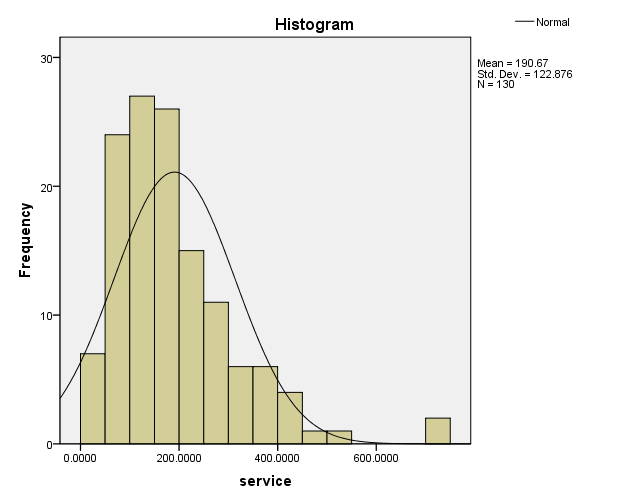 Histogram
Normal
Mean = 190.67
Std. Dev. = 122.876
N = 130
Frequency
30
20
10
0
0.0000 200.0000 400.0000 600.0000
service